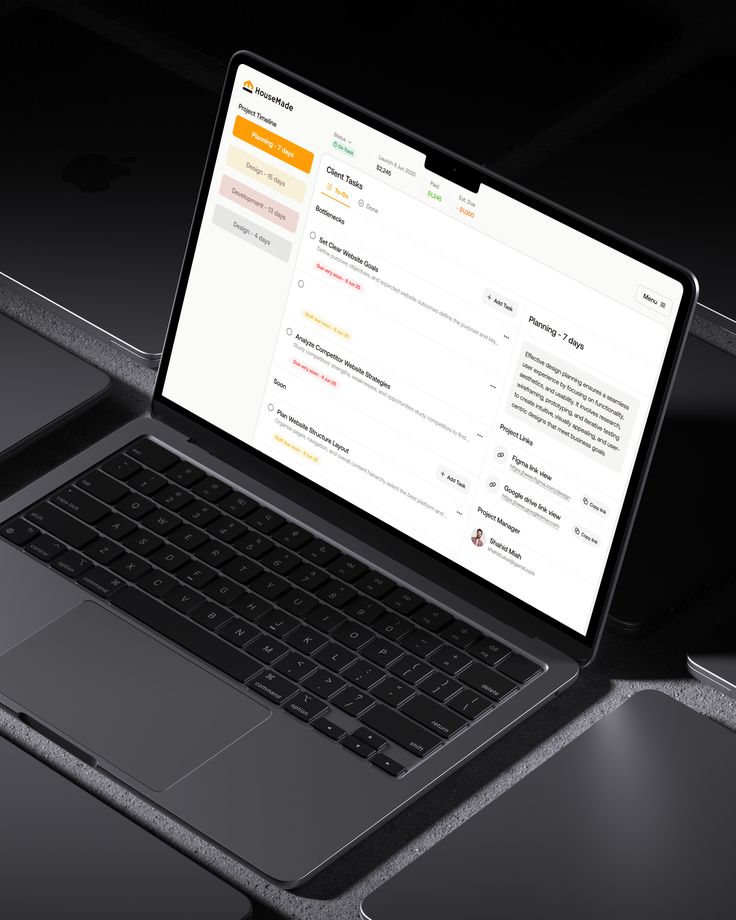 HouseMade
Project Timeline
Planning - 7 days
Design - 15 days
Development - 13 days
Design - 4 days
Status
On Track
Launch 6 jun 2025
$2,245
Paid
$1,245
Est. Due
- $1,000
Menu
Client Tasks
To-Do
Done
Bottlenecks
+ Add Task
Set Clear Website Goals
Define purpose, objectives, and expected website outcomes define the purpose and key...
Due very soon - 6 jun 25
Stuff due soon - 8 jun 25
Analyze Competitor Website Strategies
Study competitors' strengths, weaknesses, and opportunities study competitors to find...
Due very soon - 6 jun 25
Soon
+ Add Task
Plan Website Structure Layout
Organize pages, navigation, and overall content hierarchy select the best platform and ...
Stuff due soon - 8 jun 25
Planning - 7 days
Effective design planning ensures a seamless
user experience by focusing on functionality,
aesthetics, and usability. It involves research,
wireframing, prototyping, and iterative testing
to create intuitive, visually appealing, and user-
centric designs that meet business goals.
Project Links
Figma link view
https://www.figma.com/design
Copy link
Google drive link view
https://www.googledrive.com
Copy link
Project Manager
Shahid Miah
esc
tab
Q W E R T Y U I O P
delete
caps lock
A S D F G H J K L
return
shift
Z X C V B N M
shift
control
option
command
command
option